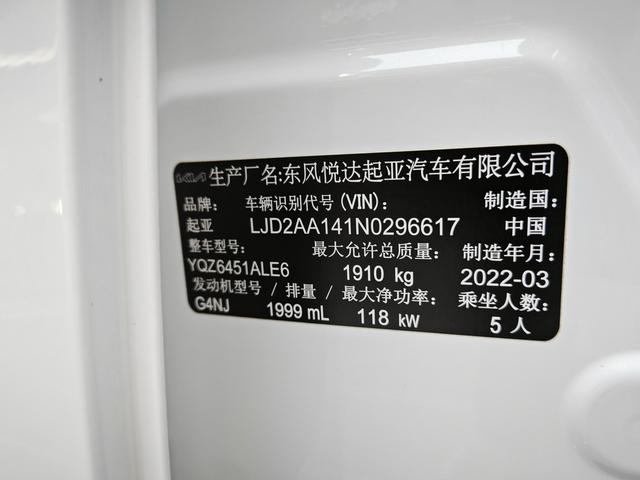 KIA 生产厂名:东风悦达起亚汽车有限公司
品牌: 车辆识别代号(VIN): 制造国:
起亚 LJD2AA141N0296617 中国
整车型号: 最大允许总质量: 制造年月:
YQZ6451ALE6 1910 kg 2022-03
发动机型号 / 排量 / 最大净功率: 乘坐人数:
G4NJ 1999 mL 118 kW 5 人